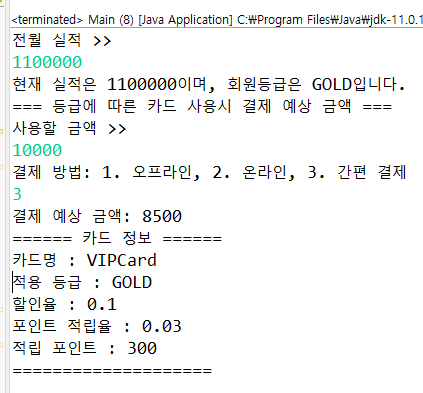 <terminated> Main (8) [Java Application] C:₩Program Files₩Java₩jdk-11.0.1
전월 실적 >>
1100000
현재 실적은 1100000이며, 회원등급은 GOLD입니다.
=== 등급에 따른 카드 사용시 결제 예상 금액 ===
사용할 금액 >>
10000
결제 방법: 1. 오프라인, 2. 온라인, 3. 간편 결제
3
결제 예상 금액: 8500
====== 카드 정보 ======
카드명 : VIPCard
적용 등급 : GOLD
할인율 : 0.1
포인트 적립율 : 0.03
적립 포인트 : 300
====================